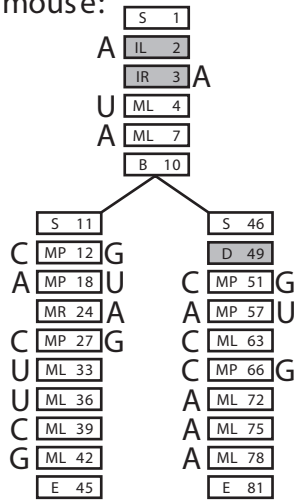 mouse:
S 1
A IL 2
IR 3 A
U ML 4
A ML 7
B 10
S 11
C MP 12 G
A MP 18 U
MR 24 A
C MP 27 G
U ML 33
U ML 36
C ML 39
G ML 42
E 45
S 46
D 49
C MP 51 G
A MP 57 U
C ML 63
C MP 66 G
A ML 72
A ML 75
A ML 78
E 81